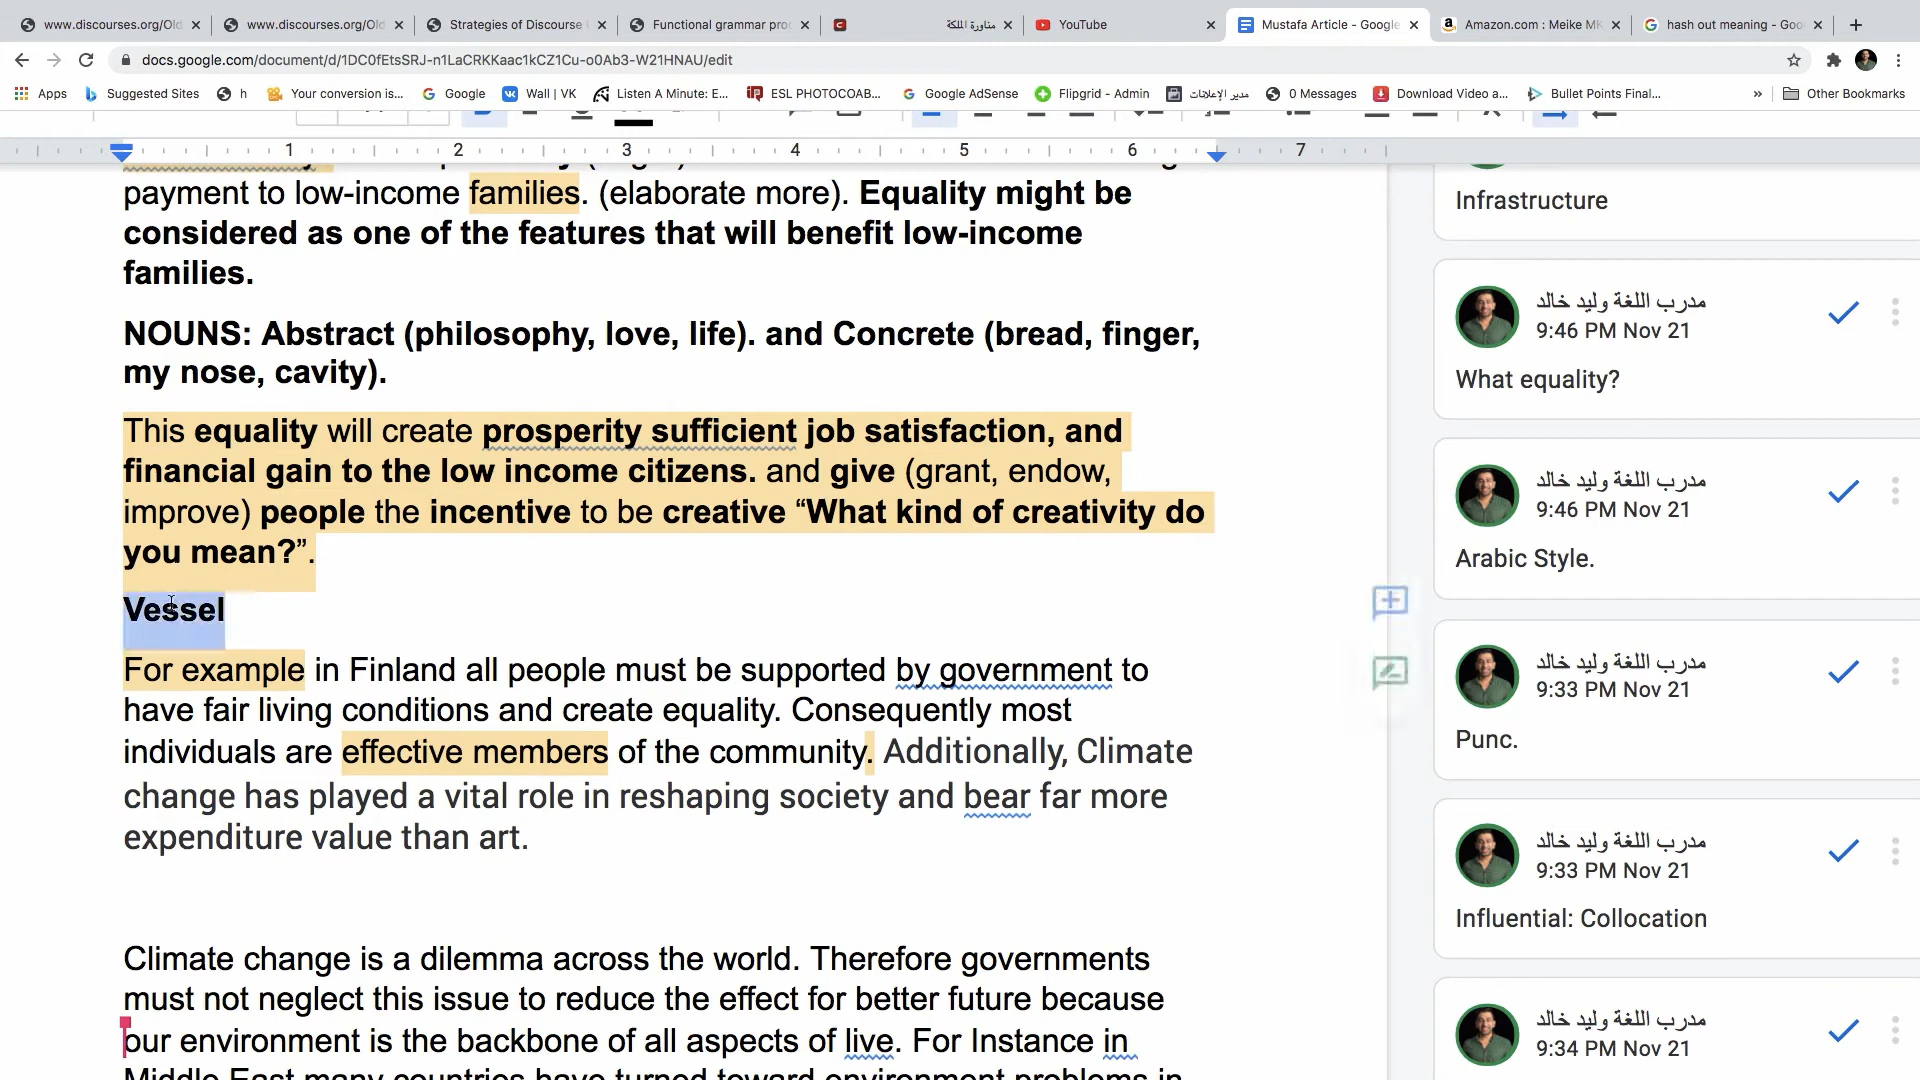 www.discourses.org/Old
www.discourses.org/Old
Strategies of Discourse
Functional grammar pro
مناورة الملكة
YouTube
Mustafa Article - Google
Amazon.com : Meike MK
hash out meaning - Goo
docs.google.com/document/d/1DC0fEtsSRJ-n1LaCRKKaac1kCZ1Cu-o0Ab3-W21HNAU/edit
Apps
Suggested Sites
h
Your conversion is...
Google
Wall | VK
Listen A Minute: E...
ESL PHOTOCOAB...
Google AdSense
Flipgrid - Admin
مدير الإعلانات
0 Messages
Download Video a...
Bullet Points Final...
»
Other Bookmarks
1 2 3 4 5 6 7
payment to low-income families. (elaborate more). Equality might be
considered as one of the features that will benefit low-income
families.
NOUNS: Abstract (philosophy, love, life). and Concrete (bread, finger,
my nose, cavity).
This equality will create prosperity sufficient job satisfaction, and
financial gain to the low income citizens. and give (grant, endow,
improve) people the incentive to be creative “What kind of creativity do
you mean?”.
Vessel
For example in Finland all people must be supported by government to
have fair living conditions and create equality. Consequently most
individuals are effective members of the community. Additionally, Climate
change has played a vital role in reshaping society and bear far more
expenditure value than art.
Climate change is a dilemma across the world. Therefore governments
must not neglect this issue to reduce the effect for better future because
our environment is the backbone of all aspects of live. For Instance in
Middle East many countries have turned toward environment problems in
Infrastructure
مدرب اللغة وليد خالد
9:46 PM Nov 21
What equality?
مدرب اللغة وليد خالد
9:46 PM Nov 21
Arabic Style.
مدرب اللغة وليد خالد
9:33 PM Nov 21
Punc.
مدرب اللغة وليد خالد
9:33 PM Nov 21
Influential: Collocation
مدرب اللغة وليد خالد
9:34 PM Nov 21